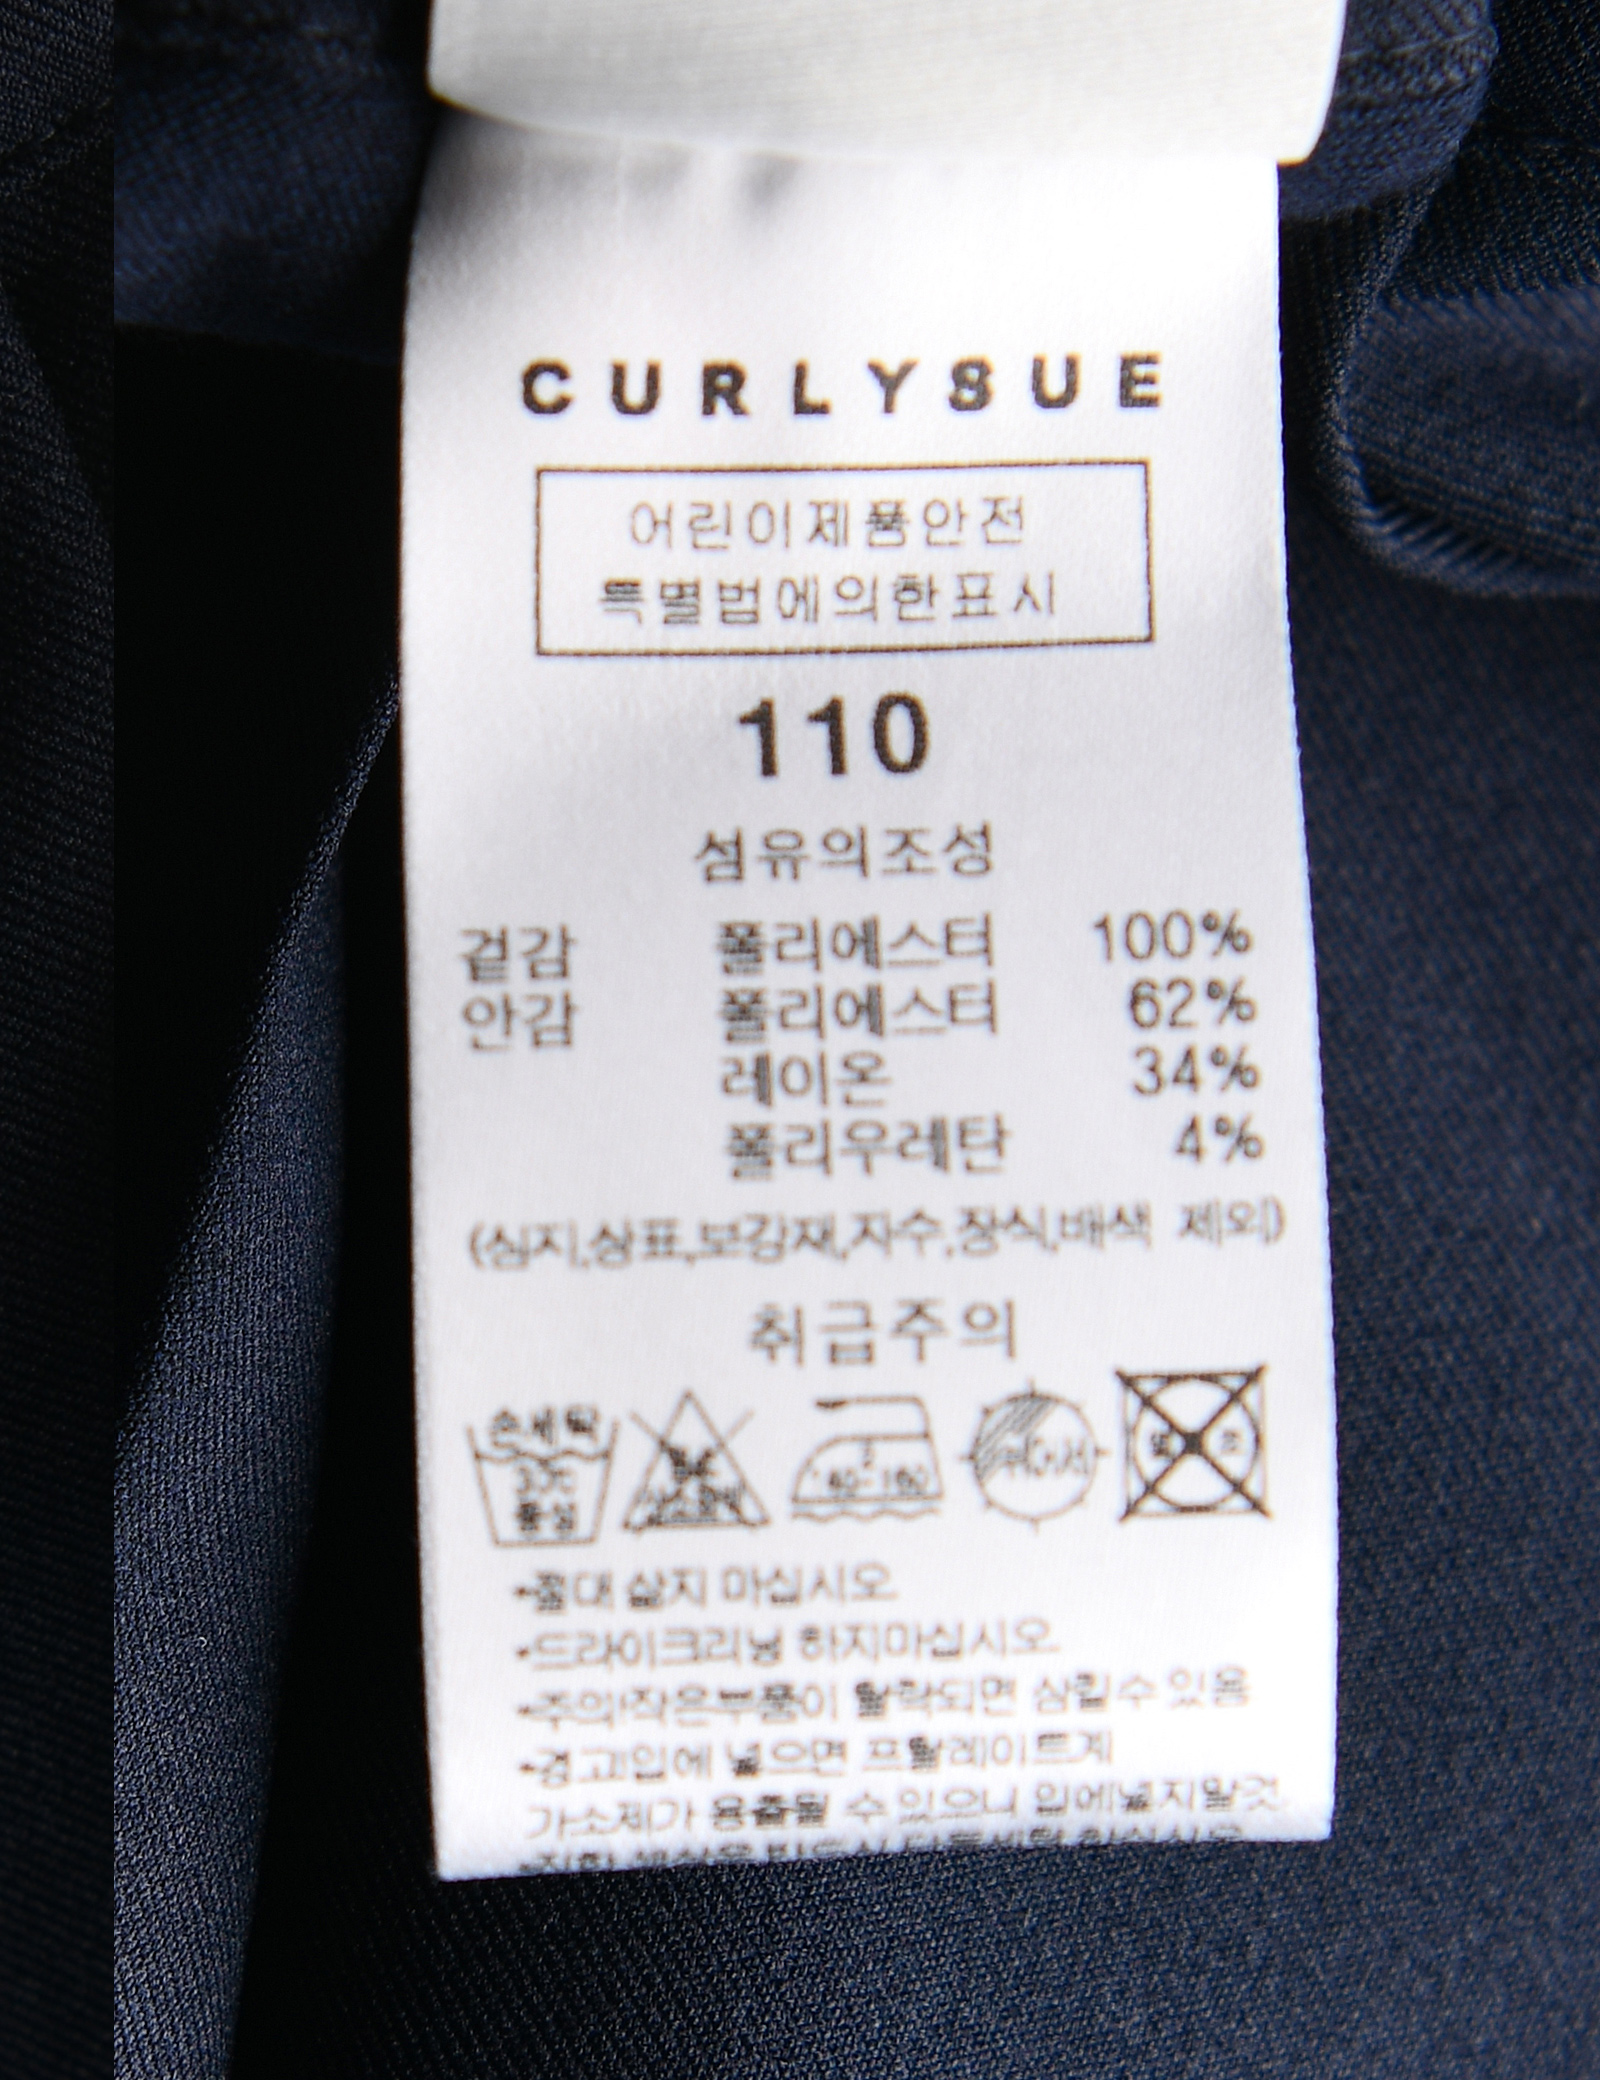 CURLYSUE
어린이제품안전
특별법에의한표시
110
섬유의조성
겉감 폴리에스터 100%
안감 폴리에스터 62%
레이온 34%
폴리우레탄 4%
(심지,상표,보강재,자수,장식,배색 제외)
취급주의
손세탁
중성
•절대 삶지 마십시오
•드라이크리닝 하지마십시오
•주의!작은부품이 탈락되면 삼킬수 있음
•경고!입에 넣으면 프탈레이트계
가소제가 용출될 수 있으니 입에넣지말것